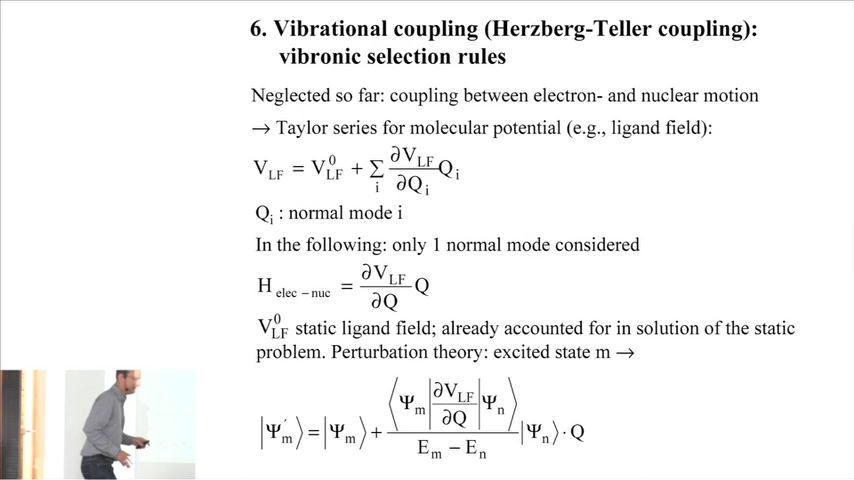 6. Vibrational coupling (Herzberg-Teller coupling):
vibronic selection rules
Neglected so far: coupling between electron- and nuclear motion
→ Taylor series for molecular potential (e.g., ligand field):
V_LF = V_LF^0 + Σ_i ∂V_LF/∂Q_i Q_i
Q_i : normal mode i
In the following: only 1 normal mode considered
H_elec−nuc = ∂V_LF/∂Q Q
V_LF^0 static ligand field; already accounted for in solution of the static
problem. Perturbation theory: excited state m →
|Ψ_m′⟩ = |Ψ_m⟩ + ⟨Ψ_m|∂V_LF/∂Q|Ψ_n⟩/(E_m − E_n) |Ψ_n⟩ · Q